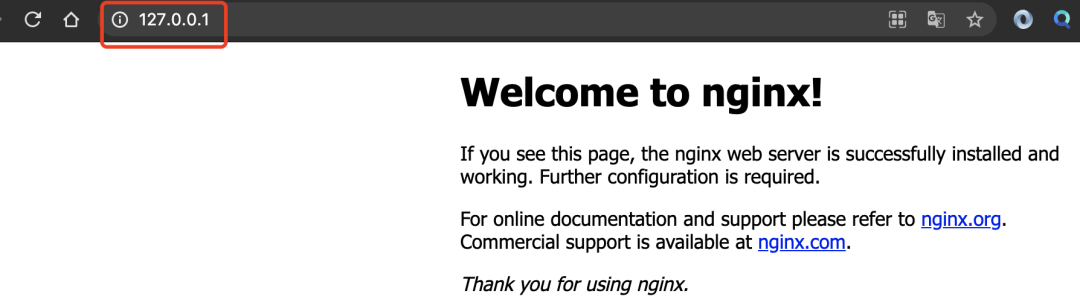 127.0.0.1
Welcome to nginx!
If you see this page, the nginx web server is successfully installed and
working. Further configuration is required.
For online documentation and support please refer to nginx.org.
Commercial support is available at nginx.com.
Thank you for using nginx.